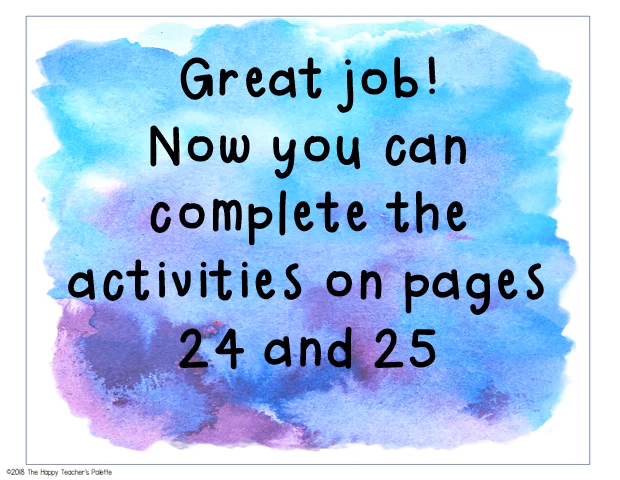 Great job!
Now you can
complete the
activities on pages
24 and 25
©2018. The Happy Teacher's Palette